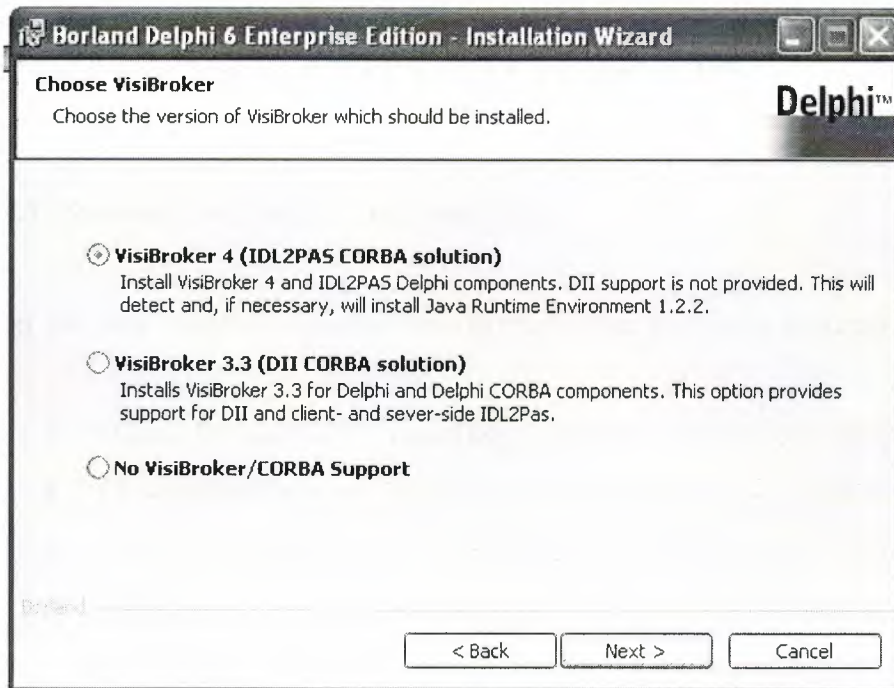 Borland Delphi 6 Enterprise Edition - Installation Wizard
Choose VisiBroker
Choose the version of VisiBroker which should be installed.
Delphi™
VisiBroker 4 (IDL2PAS CORBA solution)
Install VisiBroker 4 and IDL2PAS Delphi components. DII support is not provided. This will
detect and, if necessary, will install Java Runtime Environment 1.2.2.
VisiBroker 3.3 (DII CORBA solution)
Installs VisiBroker 3.3 for Delphi and Delphi CORBA components. This option provides
support for DII and client- and sever-side IDL2Pas.
No VisiBroker/CORBA Support
Borland
< Back
Next >
Cancel